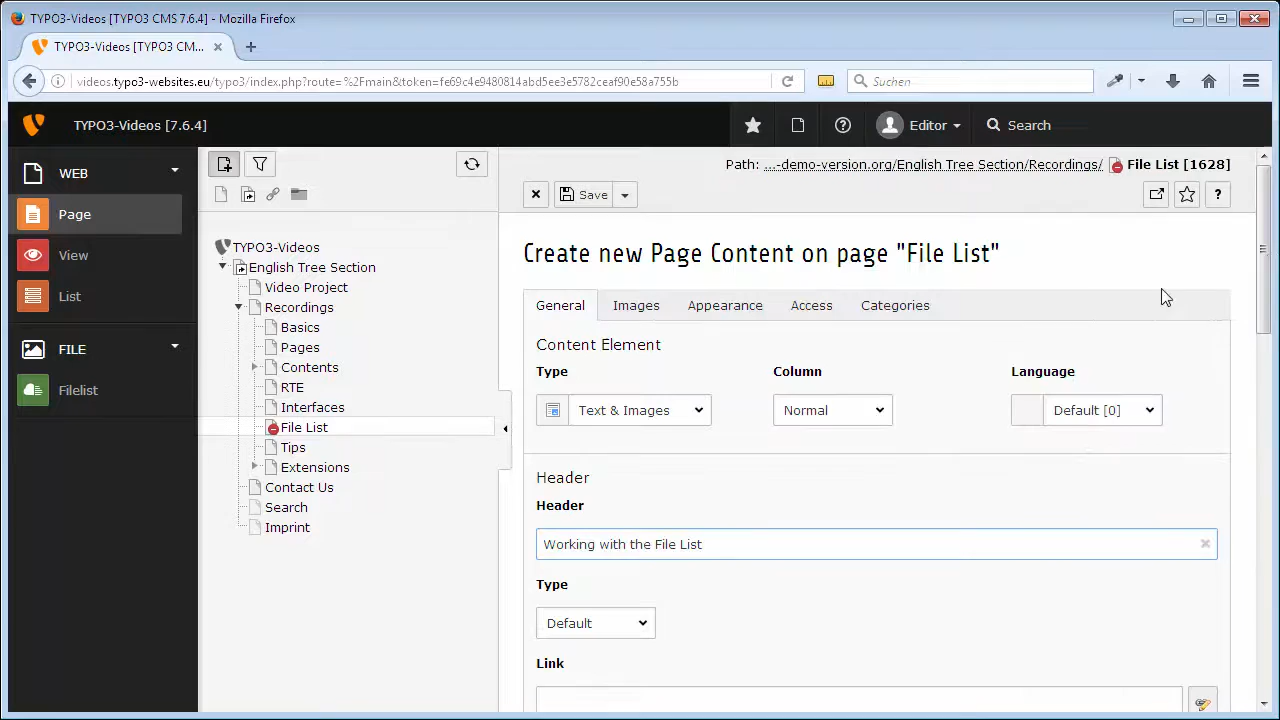 TYPO3-Videos [TYPO3 CMS 7.6.4] - Mozilla Firefox
TYPO3-Videos [TYPO3 CM...
videos.typo3-websites.eu/typo3/index.php?route=%2Fmain&token=fe69c4e9480814abd5ee3e5782ceaf90e58a755b
Suchen
TYPO3-Videos [7.6.4]
Editor
Search
WEB
Page
View
List
FILE
Filelist
TYPO3-Videos
English Tree Section
Video Project
Recordings
Basics
Pages
Contents
RTE
Interfaces
File List
Tips
Extensions
Contact Us
Search
Imprint
Path: ...-demo-version.org/English Tree Section/Recordings/ File List [1628]
Save
?
Create new Page Content on page "File List"
General Images Appearance Access Categories
Content Element
Type Column Language
Text & Images Normal Default [0]
Header
Header
Working with the File List
Type
Default
Link